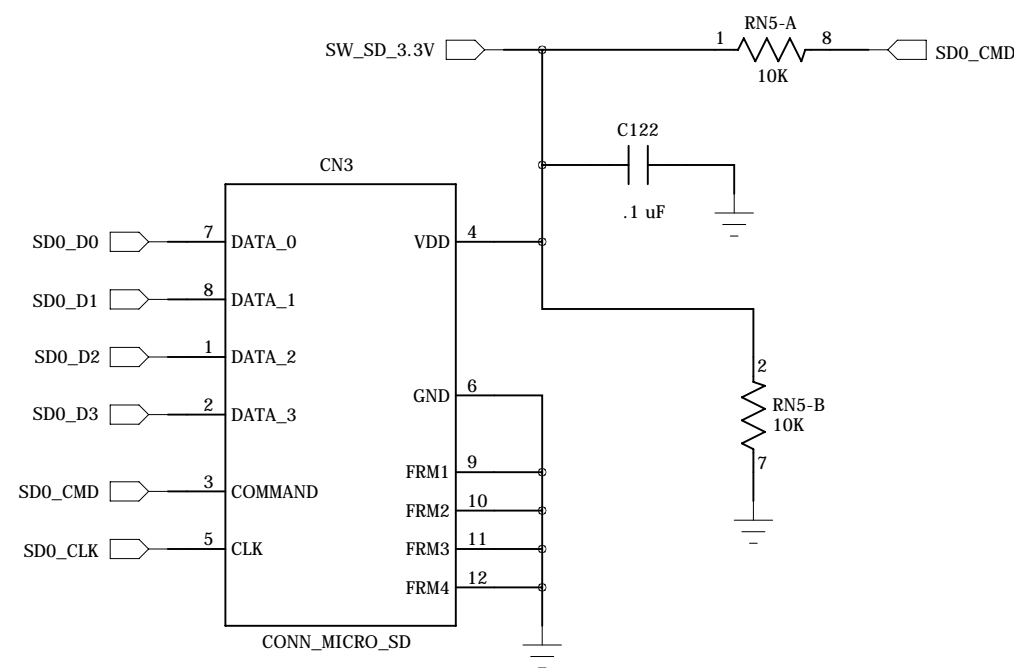 RN5-A
SW_SD_3.3V
1
8
SD0_CMD
10K
C122
.1 uF
CN3
SD0_D0
7
DATA_0
VDD
4
SD0_D1
8
DATA_1
SD0_D2
1
DATA_2
2
GND
6
RN5-B
10K
SD0_D3
2
DATA_3
7
FRM1
9
SD0_CMD
3
COMMAND
FRM2
10
SD0_CLK
5
CLK
FRM3
11
FRM4
12
CONN_MICRO_SD